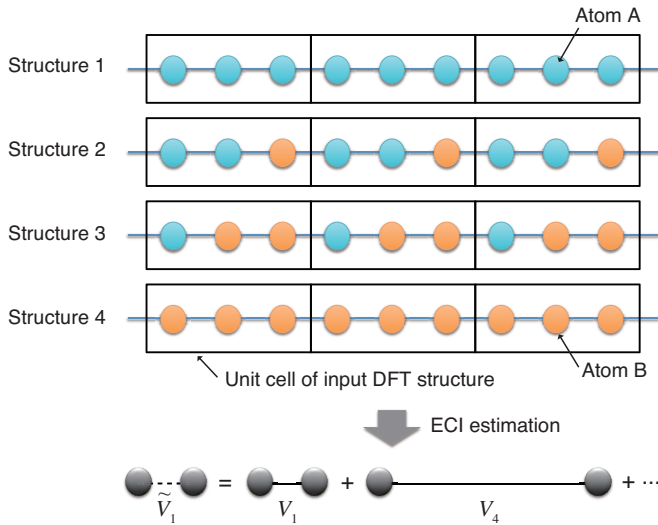 Atom A
Structure 1
Structure 2
Structure 3
Structure 4
Unit cell of input DFT structure
Atom B
ECI estimation
= + + ...
Ṽ₁ V₁ V₄